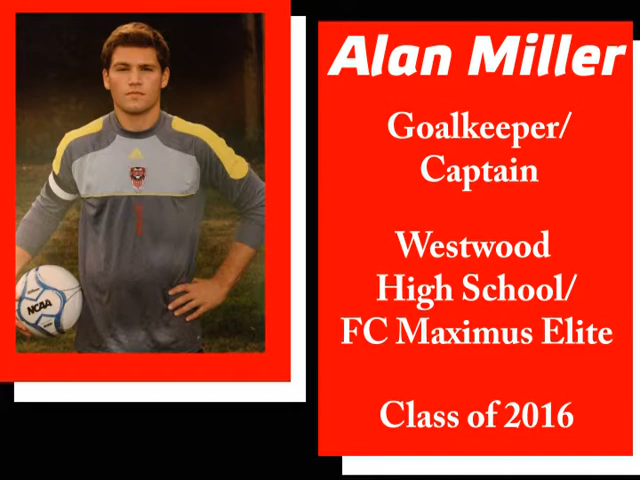 Alan Miller
Goalkeeper/
Captain
Westwood
High School/
FC Maximus Elite
Class of 2016
NCAA